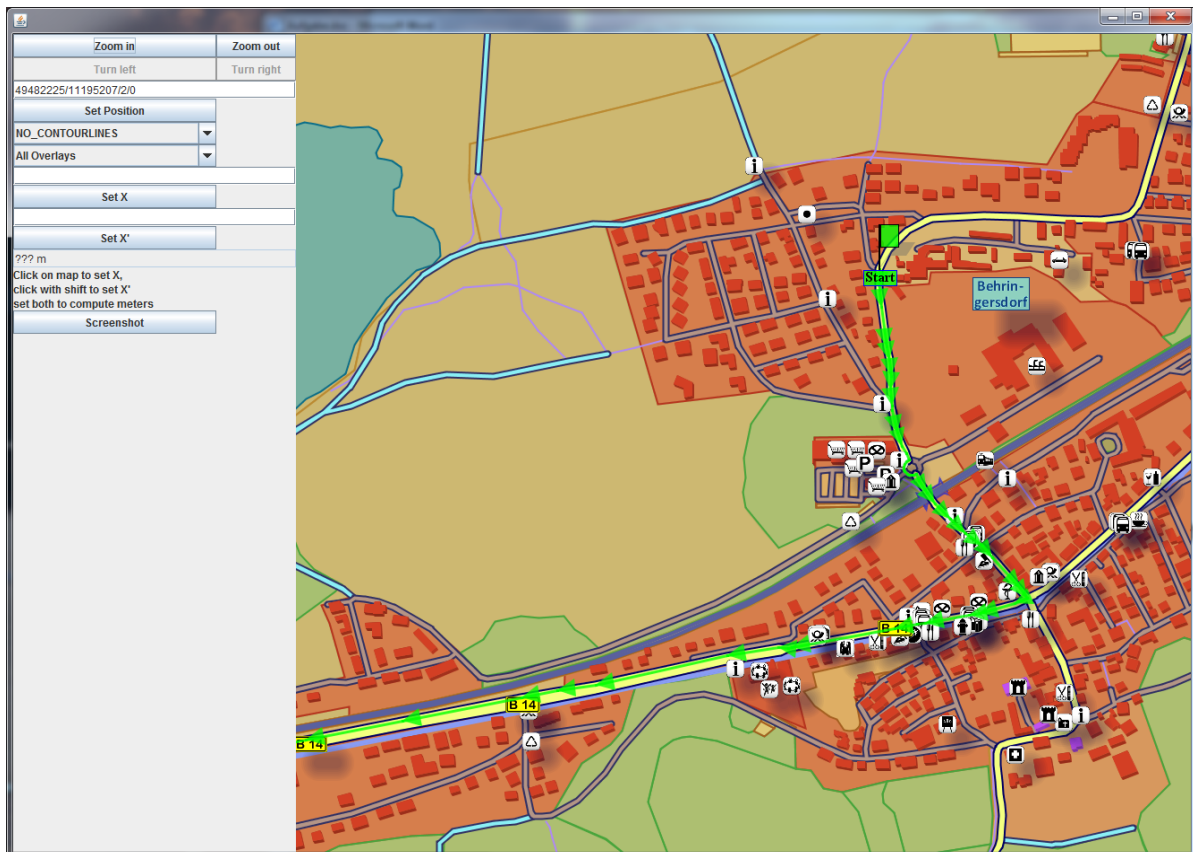 Zoom in
Zoom out
Turn left
Turn right
49482225/11195207/2/0
Set Position
NO_CONTOURLINES
All Overlays
Set X
Set X'
??? m
Click on map to set X,
click with shift to set X'
set both to compute meters
Screenshot
Start
Behrin-
gersdorf
P
B 14
B 14
B 14